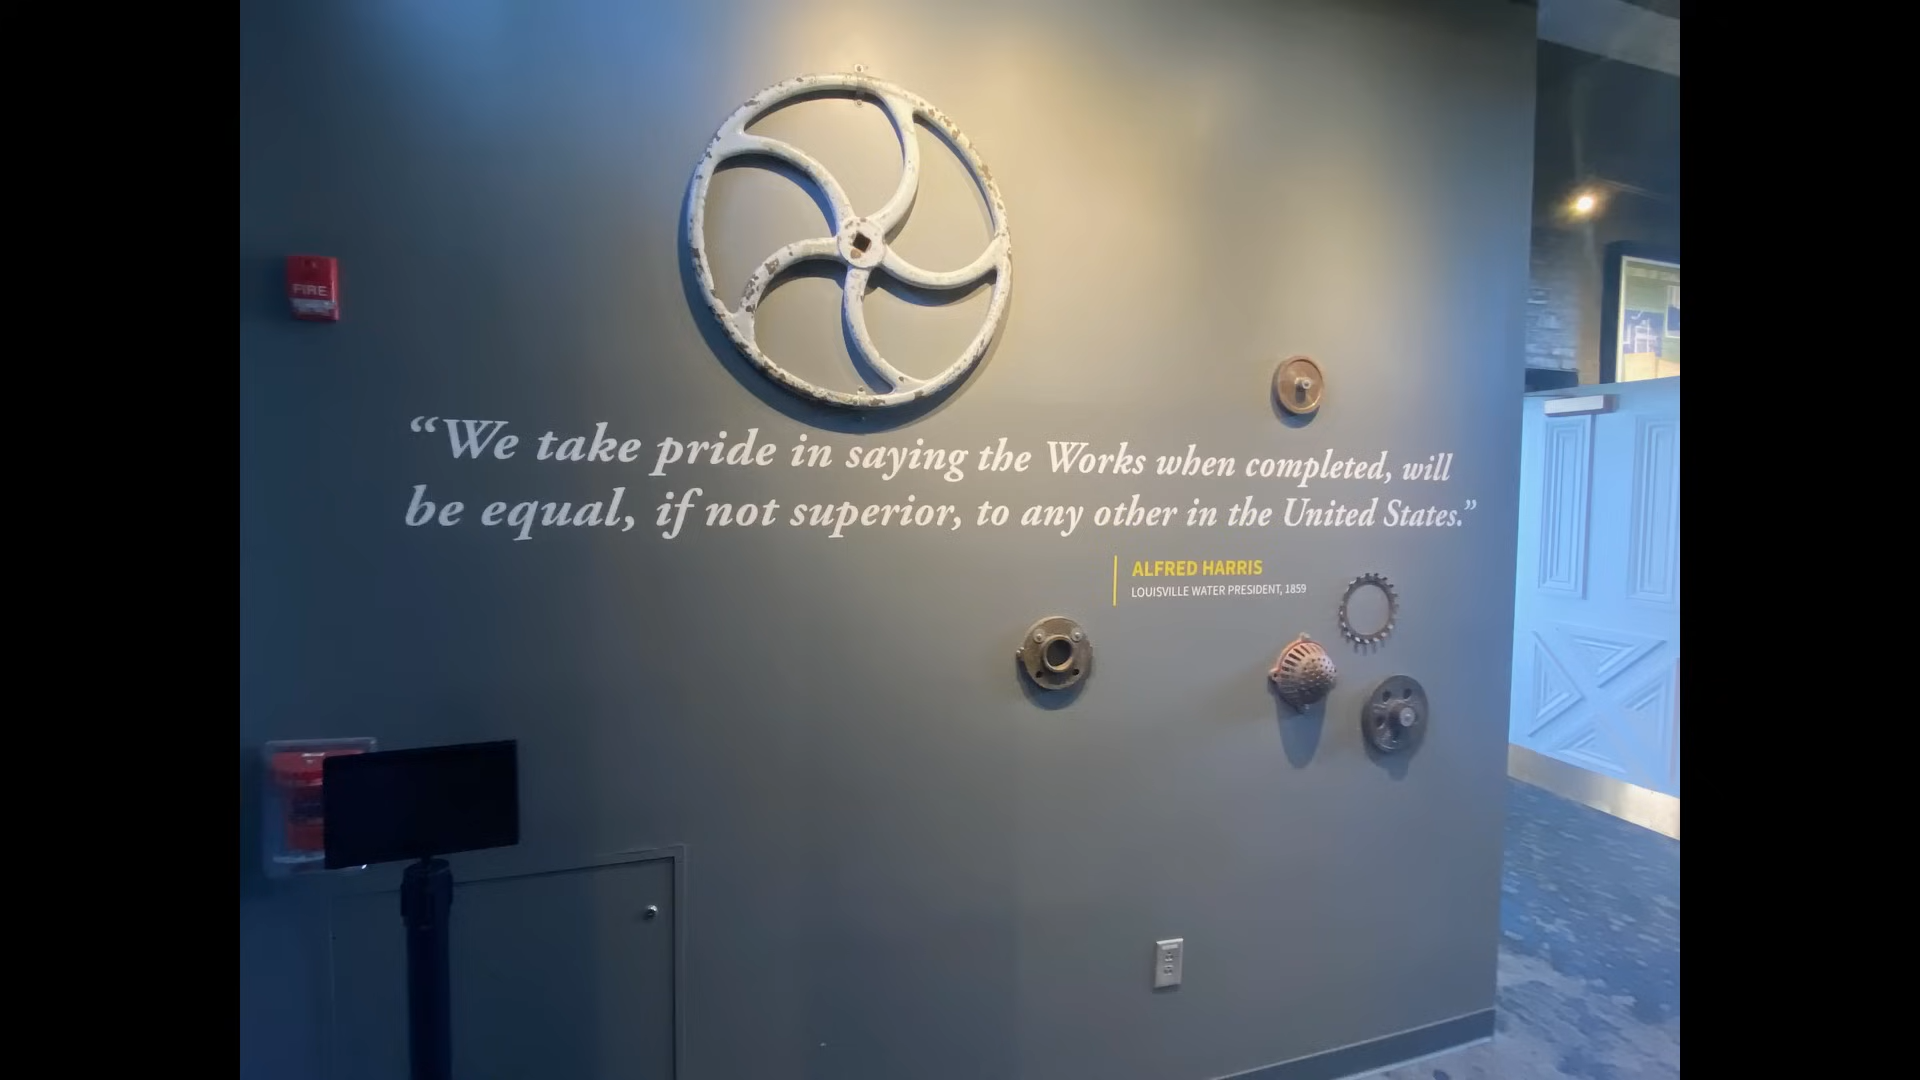 FIRE
“We take pride in saying the Works when completed, will
be equal, if not superior, to any other in the United States.”
ALFRED HARRIS
LOUISVILLE WATER PRESIDENT, 1859